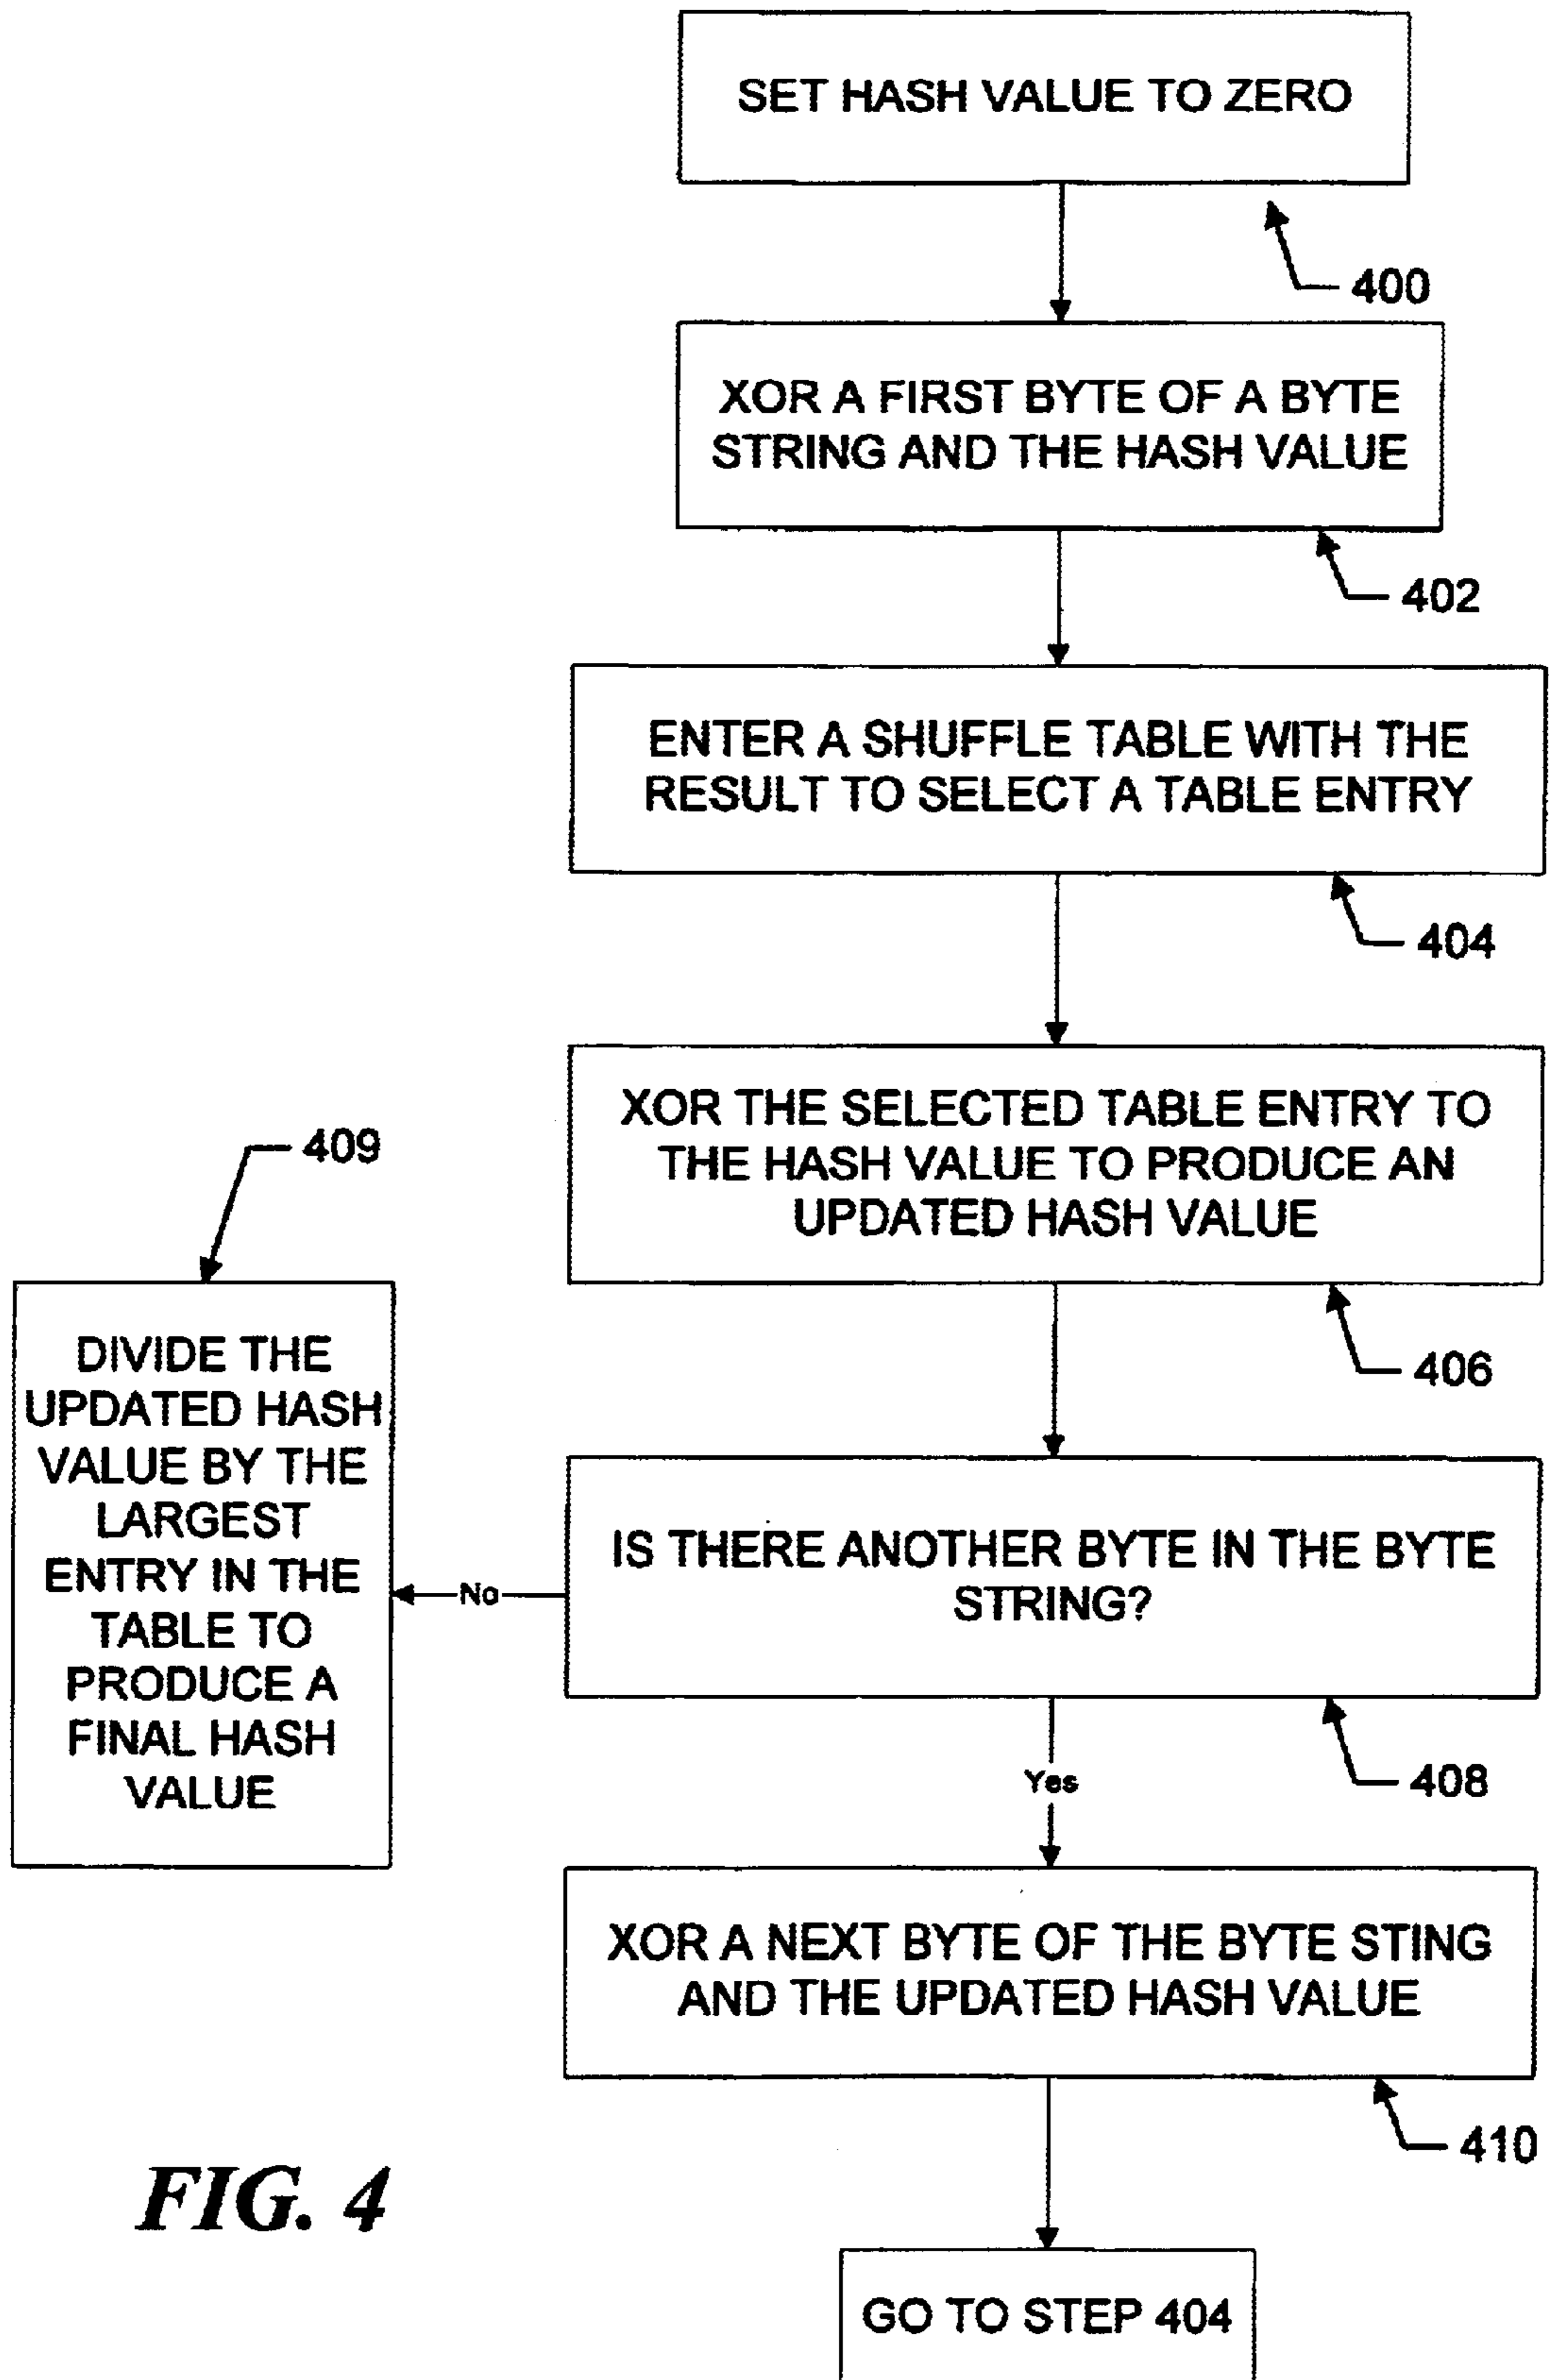 SET HASH VALUE TO ZERO
400
XOR A FIRST BYTE OF A BYTE
STRING AND THE HASH VALUE
402
ENTER A SHUFFLE TABLE WITH THE
RESULT TO SELECT A TABLE ENTRY
404
XOR THE SELECTED TABLE ENTRY TO
THE HASH VALUE TO PRODUCE AN
UPDATED HASH VALUE
406
409
DIVIDE THE
UPDATED HASH
VALUE BY THE
LARGEST
ENTRY IN THE
TABLE TO
PRODUCE A
FINAL HASH
VALUE
No
IS THERE ANOTHER BYTE IN THE BYTE
STRING?
408
Yes
XOR A NEXT BYTE OF THE BYTE STING
AND THE UPDATED HASH VALUE
410
GO TO STEP 404
FIG. 4